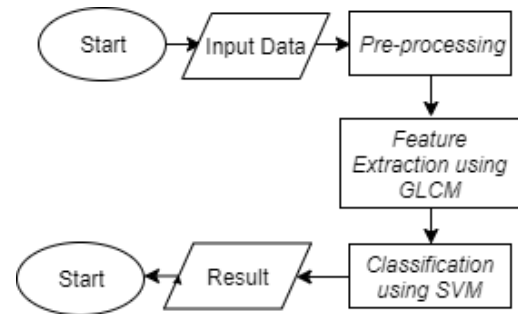 Start
Input Data
Pre-processing
Feature
Extraction using
GLCM
Classification
using SVM
Result
Start